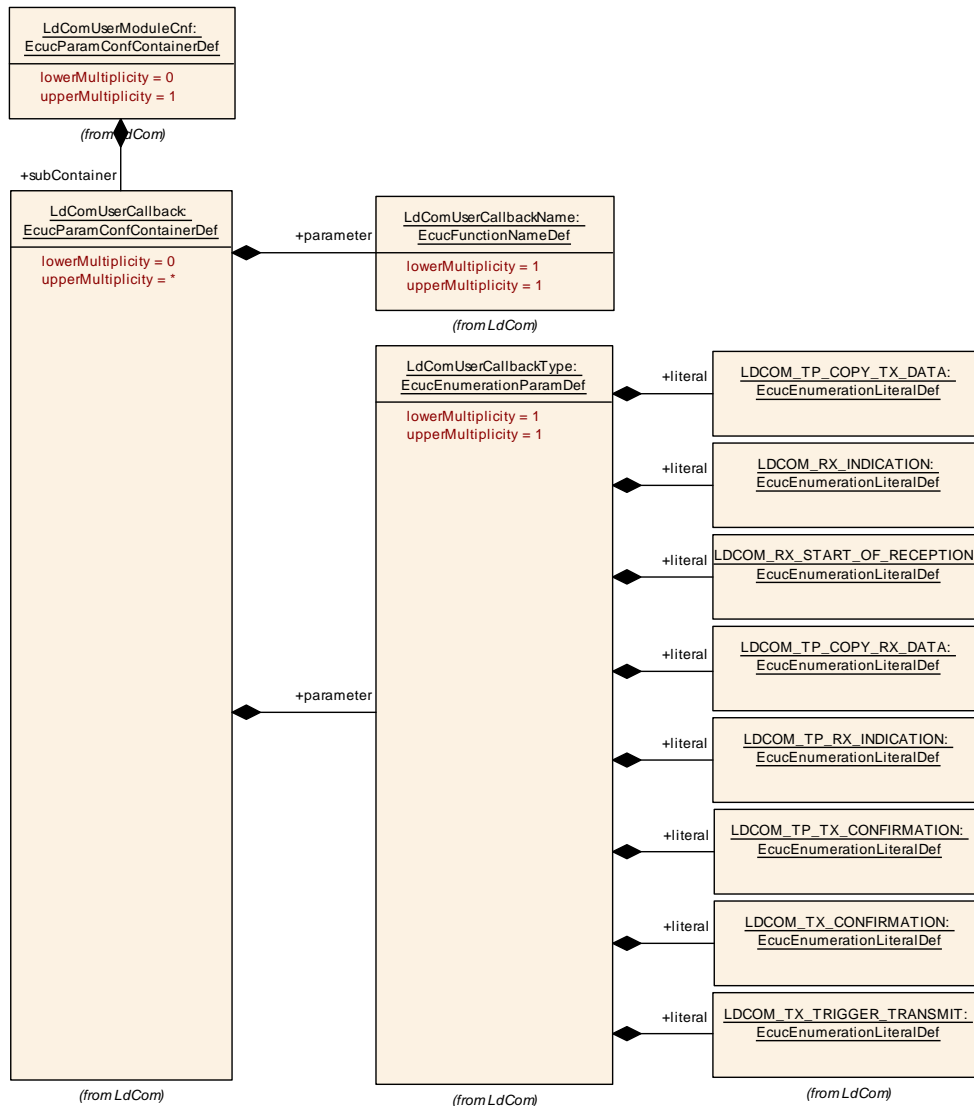 LdComUserModuleCnf:
EcucParamConfContainerDef
lowerMultiplicity = 0
upperMultiplicity = 1
(from LdCom)
+subContainer
LdComUserCallback:
EcucParamConfContainerDef
lowerMultiplicity = 0
upperMultiplicity = *
(from LdCom)
+parameter
LdComUserCallbackName:
EcucFunctionNameDef
lowerMultiplicity = 1
upperMultiplicity = 1
(from LdCom)
+parameter
LdComUserCallbackType:
EcucEnumerationParamDef
lowerMultiplicity = 1
upperMultiplicity = 1
(from LdCom)
+literal
LDCOM_TP_COPY_TX_DATA:
EcucEnumerationLiteralDef
+literal
LDCOM_RX_INDICATION:
EcucEnumerationLiteralDef
+literal
LDCOM_RX_START_OF_RECEPTION
EcucEnumerationLiteralDef
+literal
LDCOM_TP_COPY_RX_DATA:
EcucEnumerationLiteralDef
+literal
LDCOM_TP_RX_INDICATION:
EcucEnumerationLiteralDef
+literal
LDCOM_TP_TX_CONFIRMATION:
EcucEnumerationLiteralDef
+literal
LDCOM_TX_CONFIRMATION:
EcucEnumerationLiteralDef
+literal
LDCOM_TX_TRIGGER_TRANSMIT:
EcucEnumerationLiteralDef
(from LdCom)